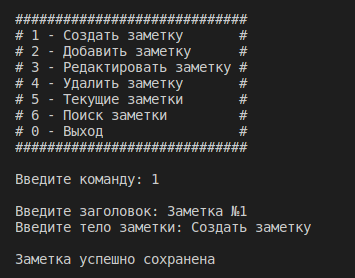 #############################
# 1 - Создать заметку       #
# 2 - Добавить заметку      #
# 3 - Редактировать заметку #
# 4 - Удалить заметку       #
# 5 - Текущие заметки       #
# 6 - Поиск заметки         #
# 0 - Выход                 #
#############################
Введите команду: 1
Введите заголовок: Заметка №1
Введите тело заметки: Создать заметку
Заметка успешно сохранена